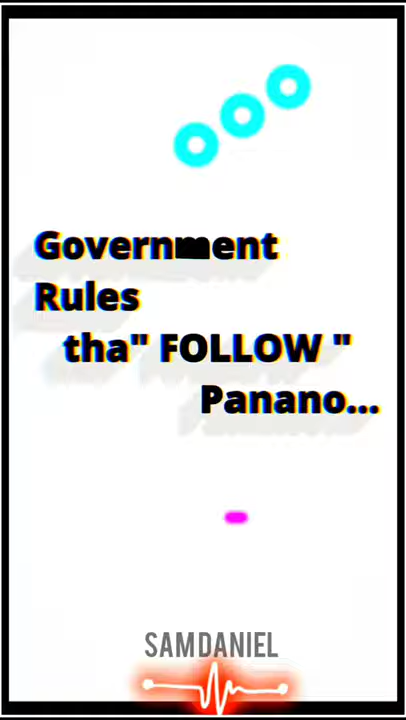 Government
Rules
tha" FOLLOW "
Panano...
SAMDANIEL